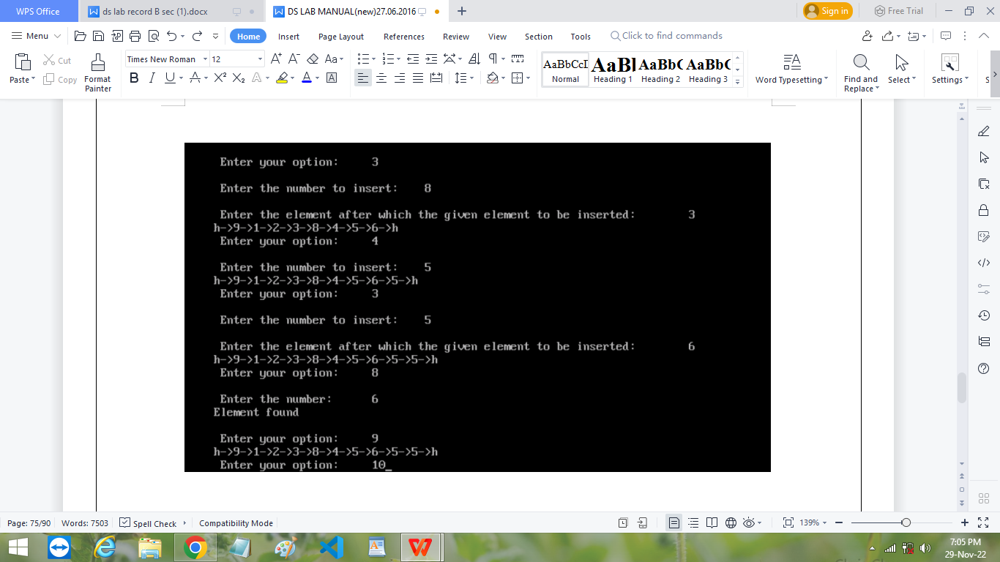 WPS Office ds lab record B sec (1).docx DS LAB MANUAL(new)27.06.2016 Sign in Free Trial
Menu Home Insert Page Layout References Review View Section Tools Click to find commands
Paste Cut Copy Format Painter Times New Roman 12 AaBbCcI Normal AaBl Heading 1 AaBbC Heading 2 AaBbC Heading 3 Word Typesetting Find and Replace Select Settings S
Enter your option: 3
Enter the number to insert: 8
Enter the element after which the given element to be inserted: 3
h->9->1->2->3->8->4->5->6->h
Enter your option: 4
Enter the number to insert: 5
h->9->1->2->3->8->4->5->6->5->h
Enter your option: 3
Enter the number to insert: 5
Enter the element after which the given element to be inserted: 6
h->9->1->2->3->8->4->5->6->5->5->h
Enter your option: 8
Enter the number: 6
Element found
Enter your option: 9
h->9->1->2->3->8->4->5->6->5->5->h
Enter your option: 10_
Page: 75/90 Words: 7503 Spell Check Compatibility Mode 139%
7:05 PM
29-Nov-22